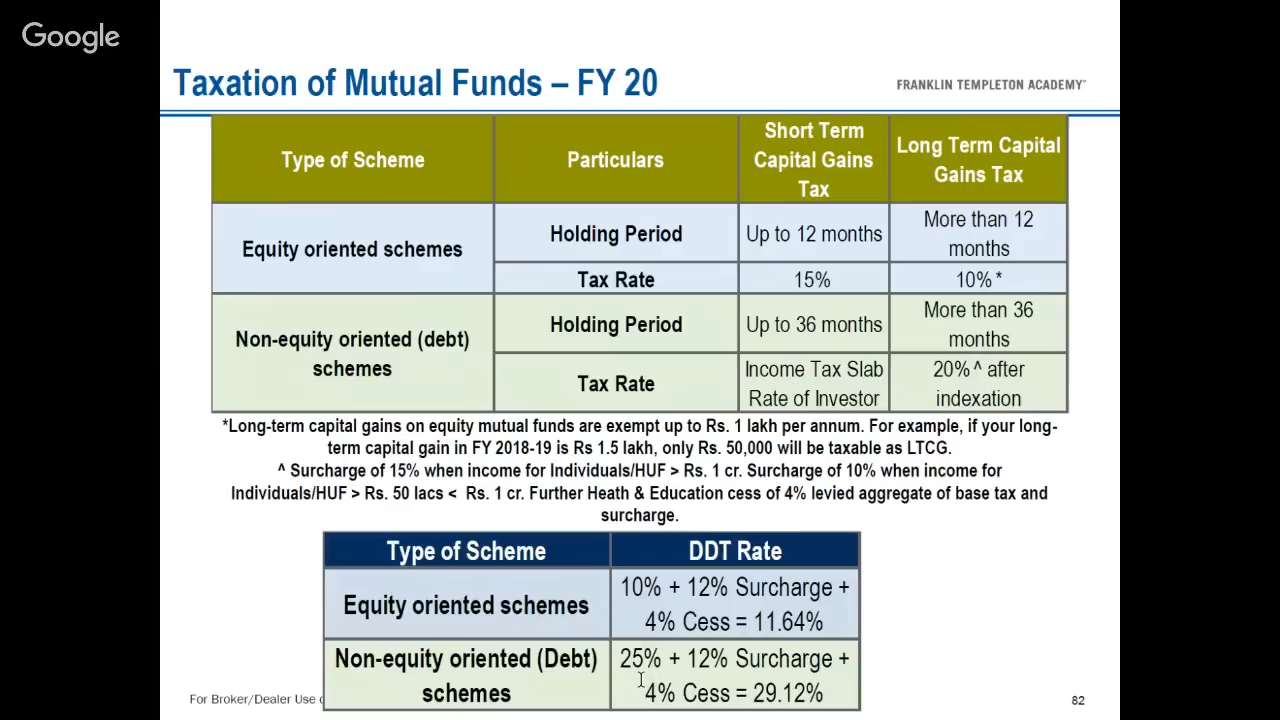 Google
Taxation of Mutual Funds – FY 20
FRANKLIN TEMPLETON ACADEMY
Type of Scheme
Particulars
Short Term
Capital Gains
Tax
Long Term Capital
Gains Tax
Equity oriented schemes
Holding Period
Up to 12 months
More than 12
months
Tax Rate
15%
10% *
Non-equity oriented (debt)
schemes
Holding Period
Up to 36 months
More than 36
months
Tax Rate
Income Tax Slab
Rate of Investor
20% ^ after
indexation
*Long-term capital gains on equity mutual funds are exempt up to Rs. 1 lakh per annum. For example, if your long-
term capital gain in FY 2018-19 is Rs 1.5 lakh, only Rs. 50,000 will be taxable as LTCG.
^ Surcharge of 15% when income for Individuals/HUF > Rs. 1 cr. Surcharge of 10% when income for
Individuals/HUF > Rs. 50 lacs < Rs. 1 cr. Further Heath & Education cess of 4% levied aggregate of base tax and
surcharge.
Type of Scheme
DDT Rate
Equity oriented schemes
10% + 12% Surcharge +
4% Cess = 11.64%
Non-equity oriented (Debt)
schemes
25% + 12% Surcharge +
4% Cess = 29.12%
For Broker/Dealer Use
82